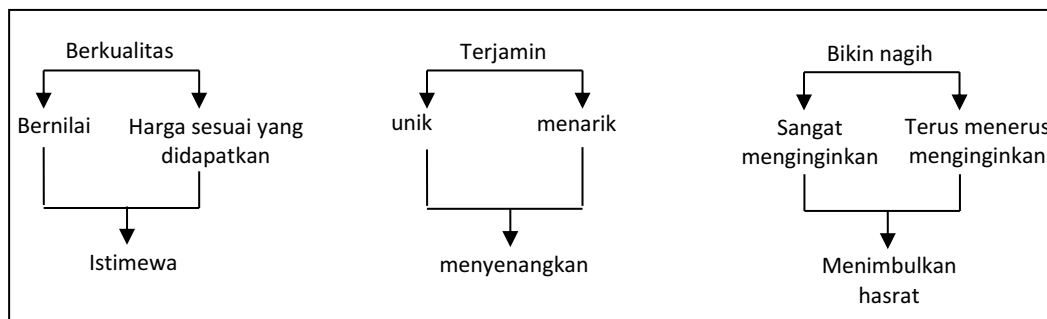 Berkualitas
Bernilai
Harga sesuai yang
didapatkan
Istimewa
Terjamin
unik
menarik
menyenangkan
Bikin nagih
Sangat
menginginkan
Terus menerus
menginginkan
Menimbulkan
hasrat